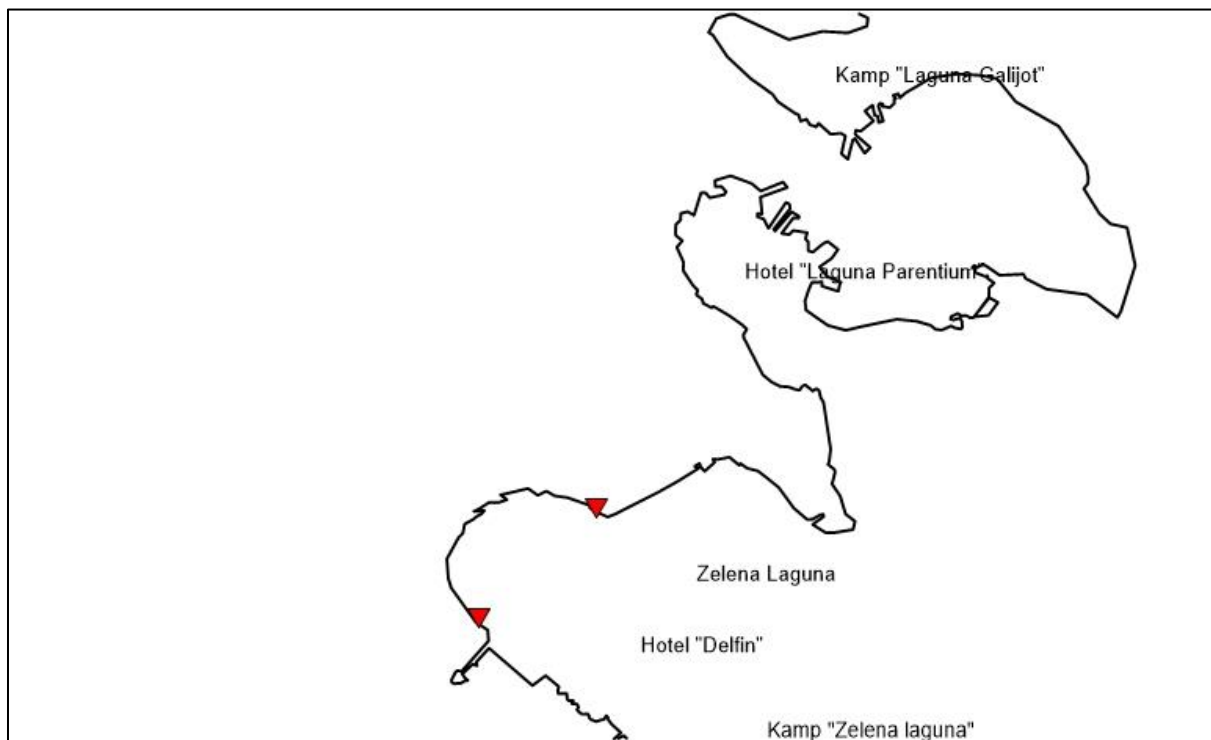 Kamp "Laguna Galijot"
Hotel "Laguna Parentium"
Zelena Laguna
Hotel "Delfin"
Kamp "Zelena laguna"